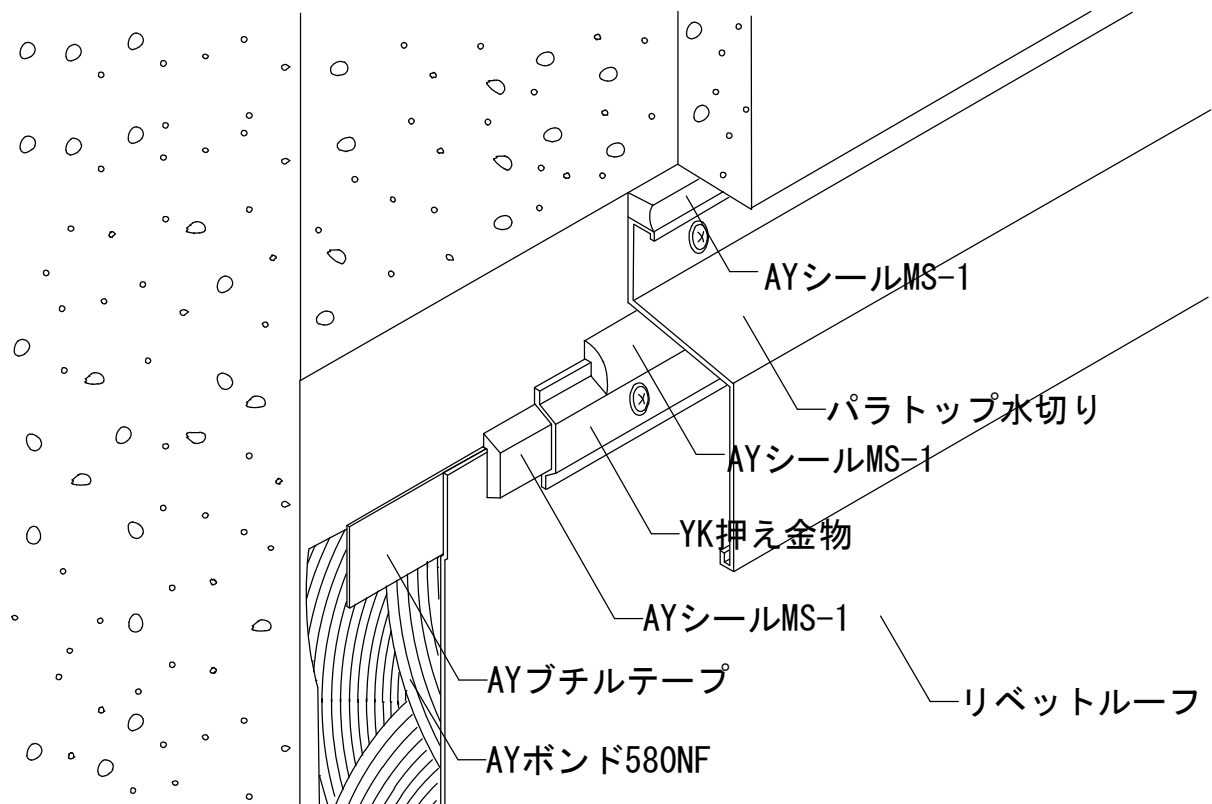 AYシールMS-1
パラトップ水切り
AYシールMS-1
YK押え金物
AYシールMS-1
AYブチルテープ
リベットルーフ
AYボンド580NF